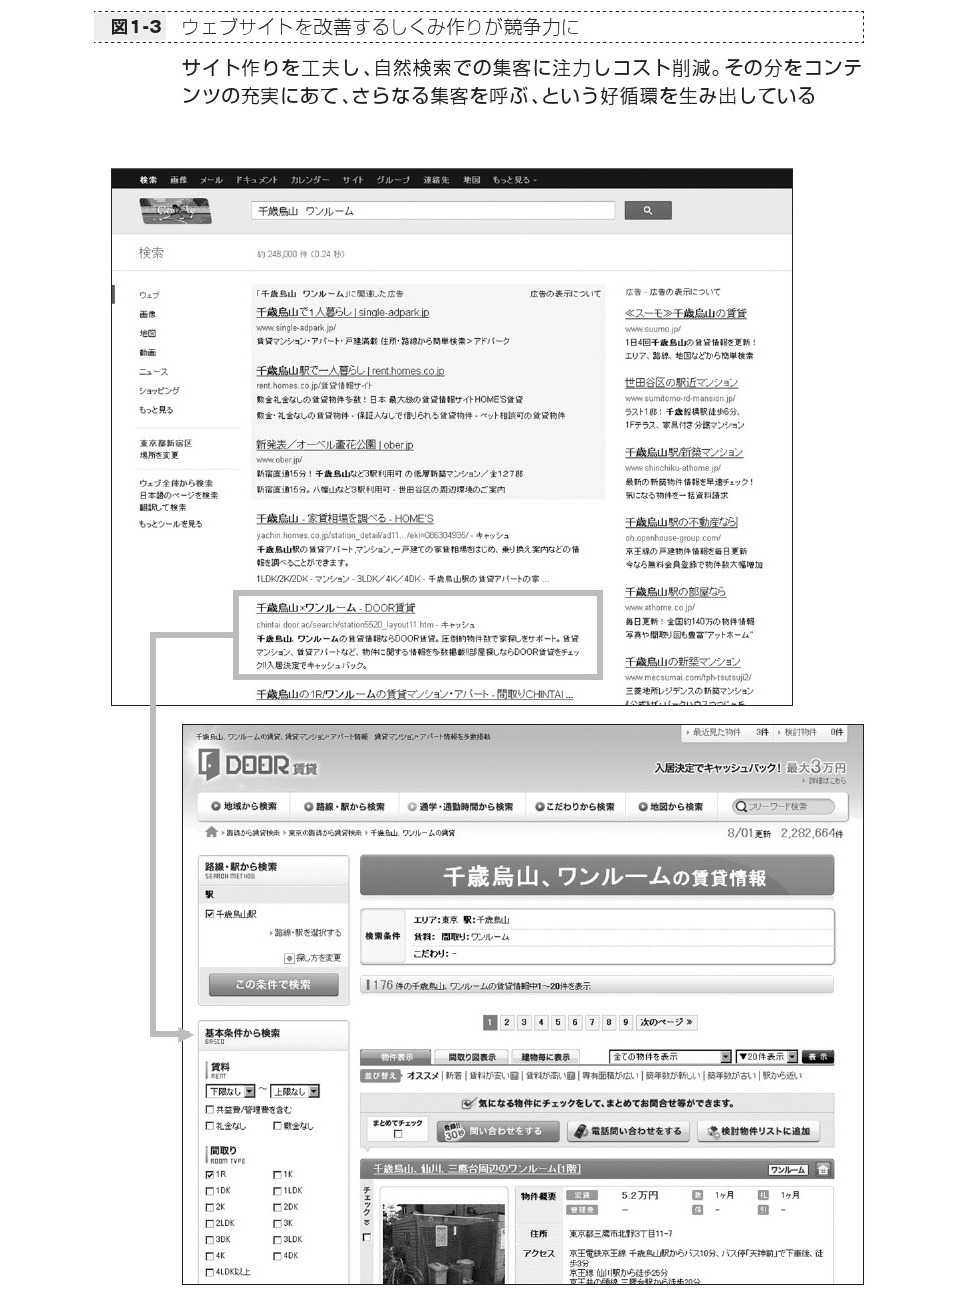 図1-3 ウェブサイトを改善するしくみ作りが競争力に
サイト作りを工夫し、自然検索での集客に注力しコスト削減。その分をコンテ
ンツの充実にあて、さらなる集客を呼ぶ、という好循環を生み出している
検索 画像 メール ドキュメント カレンダー サイト グループ 連絡先 地図 もっと見る
千歳烏山 ワンルーム
検索
約 248,000 件 (0.24 秒)
ウェブ
画像
地図
動画
ニュース
ショッピング
もっと見る
東京都新宿区
場所を変更
ウェブ全体から検索
日本語のページを検索
翻訳して検索
もっとツールを見る
「千歳烏山 ワンルーム」に関連した広告 広告の表示について
千歳烏山で1人暮らし | single-adpark.jp
www.single-adpark.jp/
賃貸マンション・アパート・戸建満載 住所・路線から簡単検索＞アドパーク
千歳烏山駅で一人暮らし | rent.homes.co.jp
rent.homes.co.jp/賃貸情報サイト
敷金礼金なしの賃貸物件多数！日本最大級の賃貸情報サイトHOME'S賃貸
敷金・礼金なしの賃貸物件 - 保証人なしで借りられる賃貸物件 - ペット相談可の賃貸物件
新発表／オーベル蘆花公園 | ober.jp
www.ober.jp/
新宿直通15分！千歳烏山など3駅利用可の低層新築マンション／全127邸
新宿直通15分。八幡山など3駅利用可 - 世田谷区の周辺環境のご案内
千歳烏山 - 家賃相場を調べる - HOME'S
yachin.homes.co.jp/station_detail/ad11.../eki=086304935/ - キャッシュ
千歳烏山駅の賃貸アパート,マンション,一戸建ての家賃相場をはじめ、乗り換え案内などの情
報を調べることができます。
1LDK/2K/2DK - マンション - 3LDK／4K／4DK - 千歳烏山駅の賃貸アパートの家 ...
千歳烏山×ワンルーム - DOOR賃貸
chintai.door.ac/search/station5520_layout11.htm - キャッシュ
千歳烏山、ワンルームの賃貸情報ならDOOR賃貸。圧倒的物件数で家探しをサポート。賃貸
マンション、賃貸アパートなど、物件に関する情報を多数掲載!!部屋探しならDOOR賃貸をチェッ
ク!!入居決定でキャッシュバック。
千歳烏山の1R/ワンルームの賃貸マンション・アパート - 間取りCHINTAI ...
広告 - 広告の表示について
≪スーモ≫千歳烏山の賃貸
www.suumo.jp/
1日4回千歳烏山の賃貸情報を更新！
エリア、路線、地図などから簡単検索
世田谷区の駅近マンション
www.sumitomo-rd-mansion.jp/
ラスト1邸！千歳船橋駅徒歩6分、
1Fテラス、家具付き分譲マンション
千歳烏山駅/新築マンション
www.shinchiku-athome.jp/
最新の新築物件情報を早速チェック！
気になる物件を一括資料請求
千歳烏山駅の不動産なら
oh.openhouse-group.com/
京王線の戸建物件情報を毎日更新
今なら無料会員登録で物件数大幅増加
千歳烏山駅の部屋なら
www.athome.co.jp/
毎日更新！全国約140万の物件情報
写真や間取り図も豊富"アットホーム"
千歳烏山の新築マンション
www.mecsumai.com/tph-tsutsuji2/
三菱地所レジデンスの新築マンション
千歳烏山、ワンルームの賃貸、賃貸マンション・アパート情報 賃貸マンション・アパート情報を多数掲載
最近見た物件 3件 検討物件 0件
DOOR賃貸
入居決定でキャッシュバック！最大3万円
詳細はこちら
地域から検索 路線・駅から検索 通学・通勤時間から検索 こだわりから検索 地図から検索 フリーワード検索
路線から賃貸検索 › 東京の路線から賃貸検索 › 千歳烏山、ワンルームの賃貸
8/01更新 2,282,664件
路線・駅から検索
SEARCH METHOD
駅
千歳烏山駅
路線・駅を選択する
探し方を変更
この条件で検索
基本条件から検索
BASIC
賃料
RENT
下限なし ～ 上限なし
共益費/管理費を含む
礼金なし 敷金なし
間取り
ROOM TYPE
1R 1K
1DK 1LDK
2K 2DK
2LDK 3K
3DK 3LDK
4K 4DK
4LDK以上
千歳烏山、ワンルームの賃貸情報
検索条件
エリア：東京 駅：千歳烏山
賃料： 間取り：ワンルーム
こだわり： -
176 件の千歳烏山、ワンルームの賃貸情報中1～20件を表示
1 2 3 4 5 6 7 8 9 次のページ ≫
物件表示 間取り図表示 建物毎に表示 全ての物件を表示 ▼20件表示 表示
並び替え オススメ | 新着 | 賃料が安い | 賃料が高い | 専有面積が広い | 築年数が新しい | 築年数が古い | 駅から近い
気になる物件にチェックをして、まとめてお問合せ等ができます。
まとめてチェック
問い合わせをする 電話問い合わせをする 検討物件リストに追加
千歳烏山、仙川、三鷹台周辺のワンルーム[1階] ワンルーム
チェック
物件概要 5.2万円 1ヶ月 1ヶ月
管理費 - - -
住所 東京都三鷹市北野3丁目11-7
アクセス 京王電鉄京王線 千歳烏山駅からバス10分、バス停「天神前」で下車後、徒
歩3分
京王線 仙川駅から徒歩25分
京王井の頭線 三鷹台駅から徒歩20分